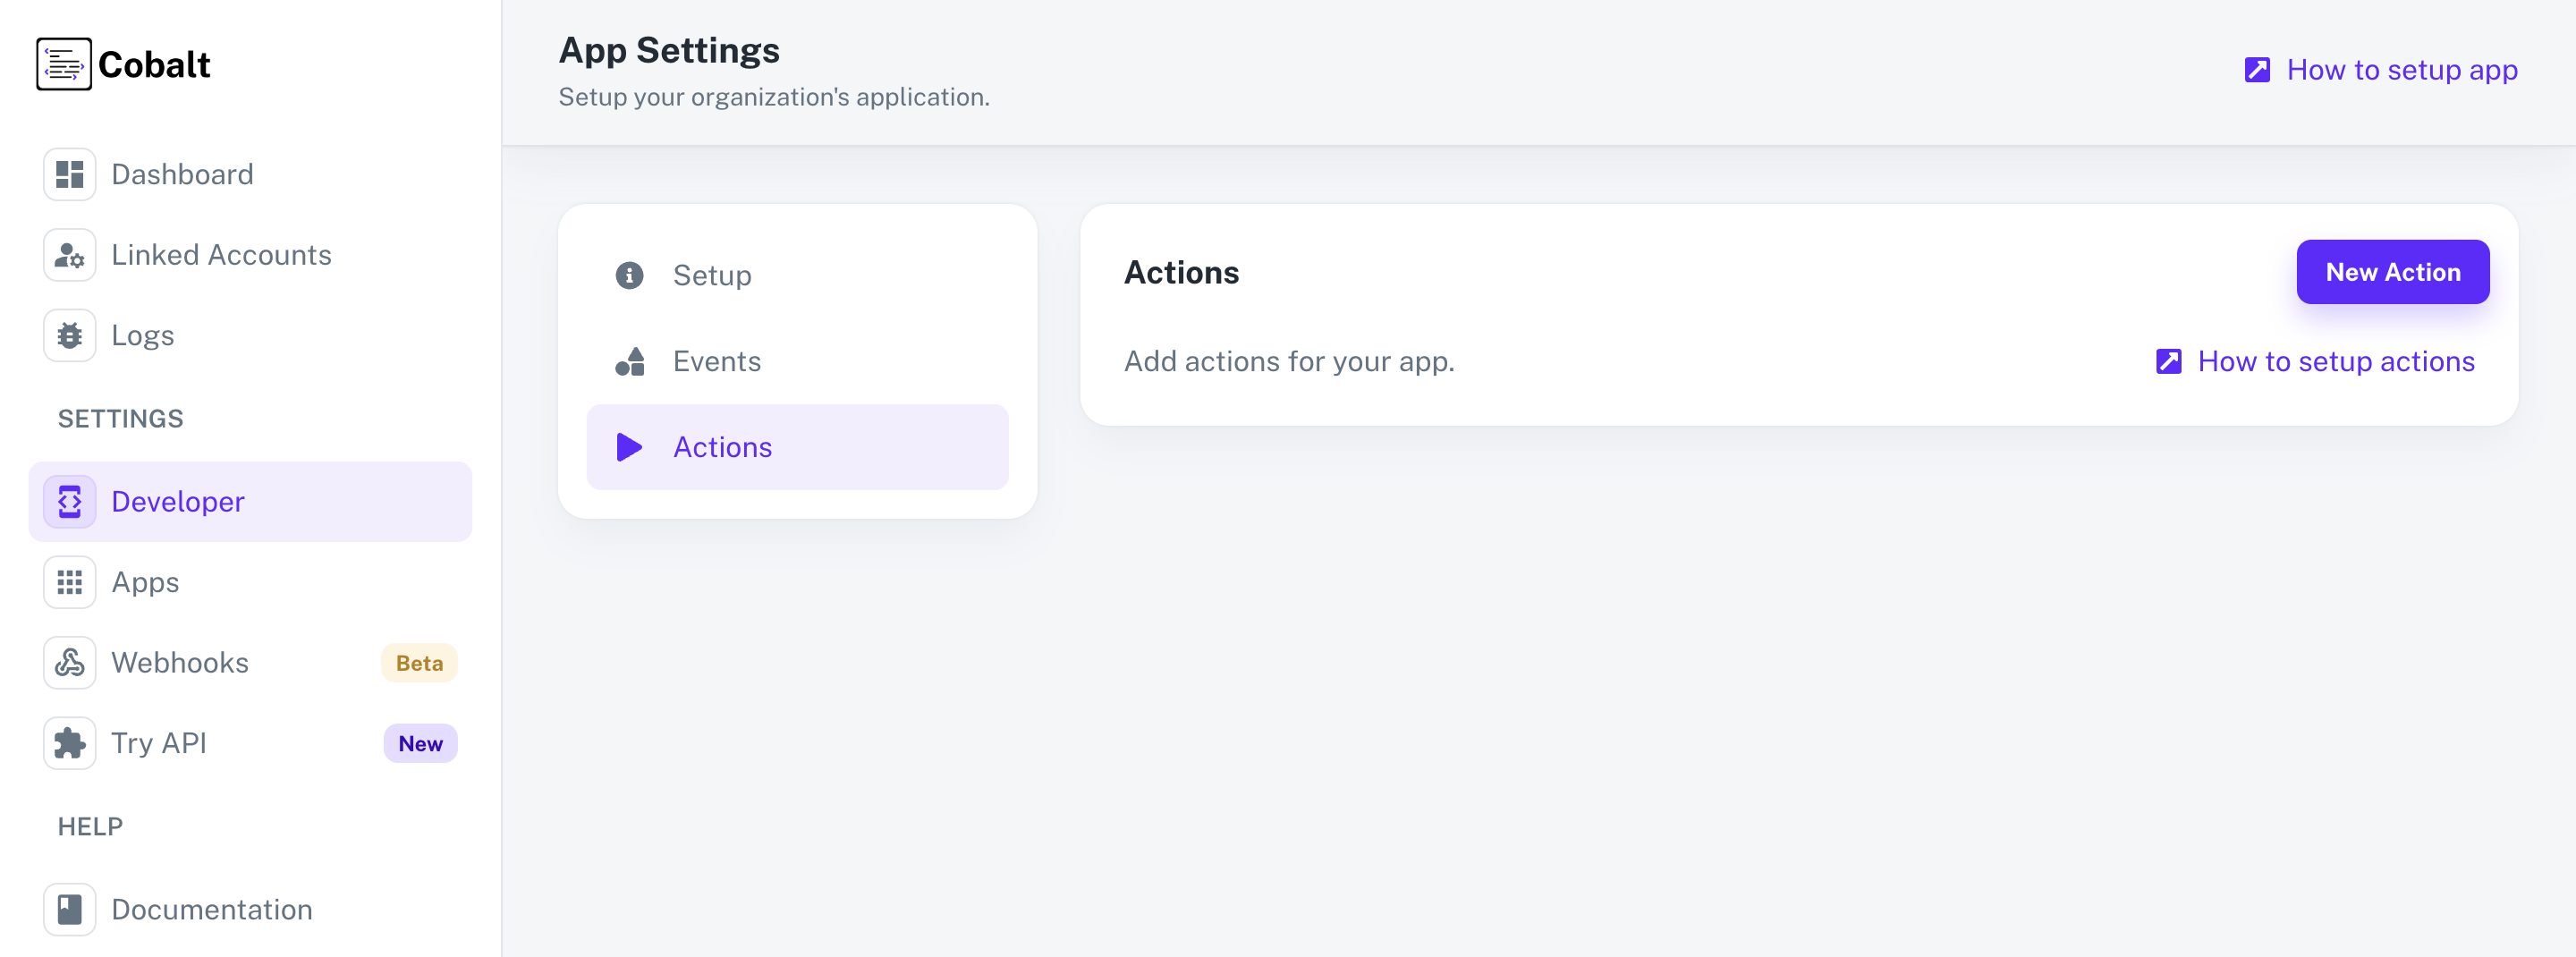 Cobalt
Dashboard
Linked Accounts
Logs
SETTINGS
Developer
Apps
Webhooks Beta
Try API New
HELP
Documentation
App Settings
Setup your organization's application.
How to setup app
Setup
Events
Actions
Actions
New Action
Add actions for your app.
How to setup actions